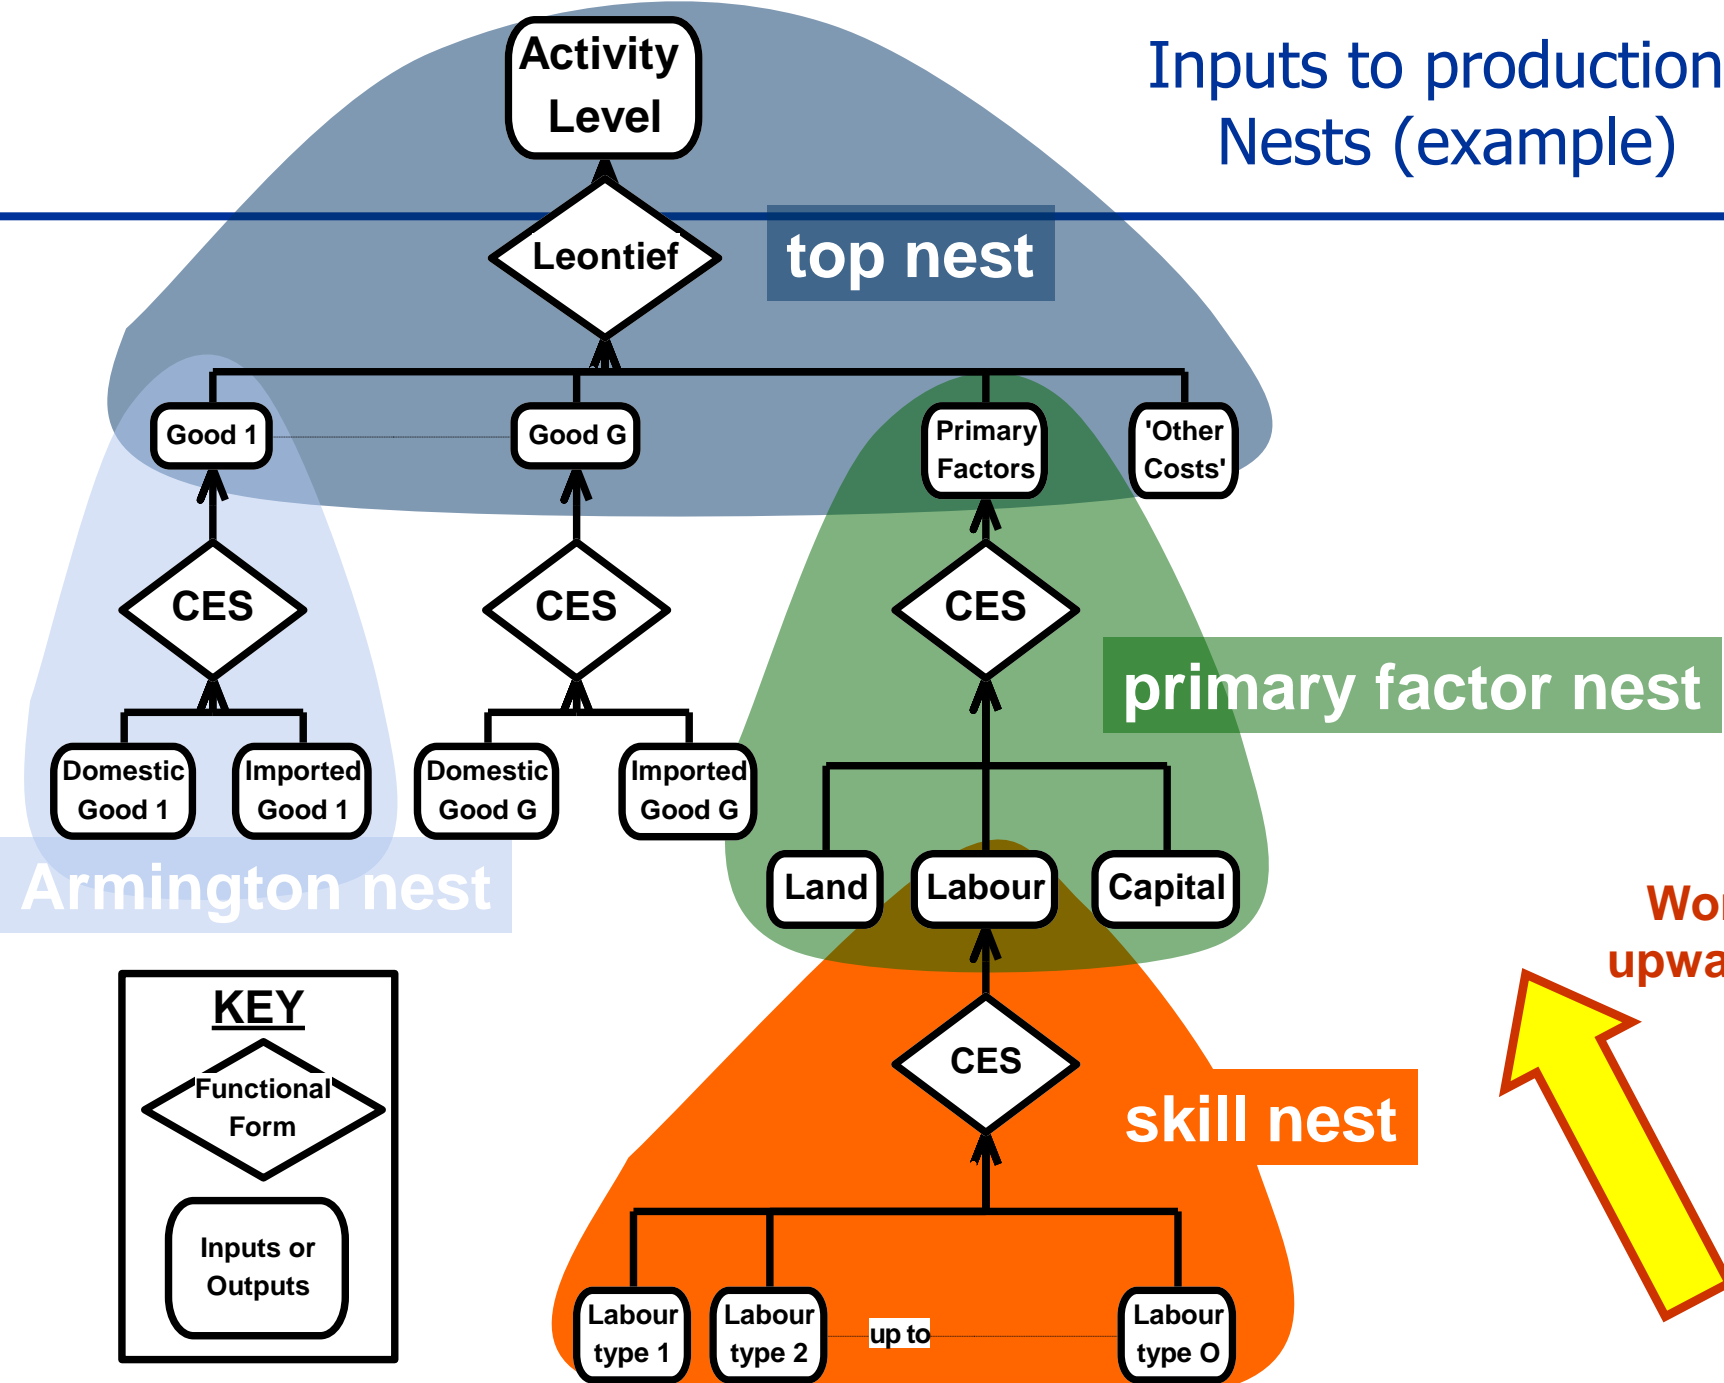 Inputs to production
Nests (example)
Activity
Level
Leontief
top nest
Good 1
Good G
Primary
Factors
'Other
Costs'
CES
CES
CES
primary factor nest
Domestic
Good 1
Imported
Good 1
Domestic
Good G
Imported
Good G
Armington nest
Land
Labour
Capital
upwa
KEY
Functional
Form
Inputs or
Outputs
CES
skill nest
Labour
type 1
Labour
type 2
up to
Labour
type O